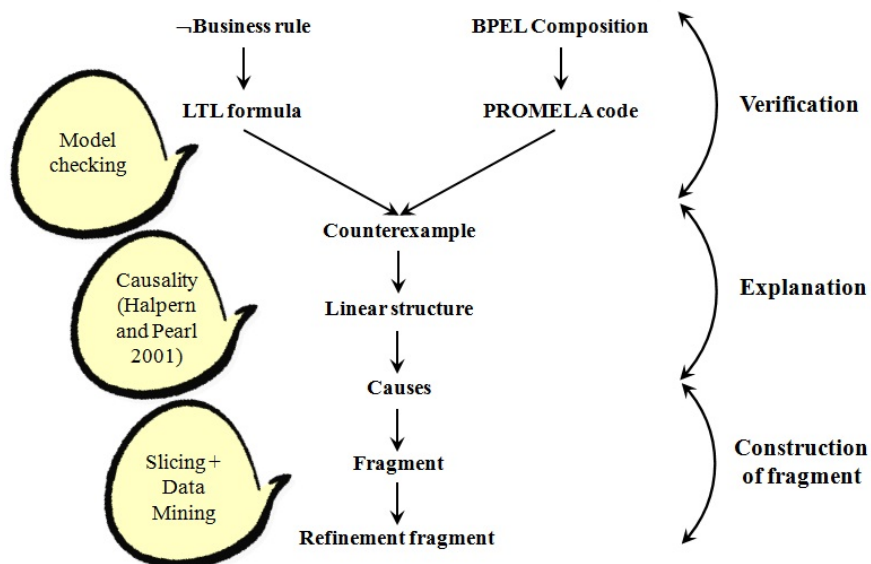 ¬Business rule
BPEL Composition
LTL formula
PROMELA code
Verification
Model
checking
Counterexample
Causality
(Halpern
and Pearl
2001)
Linear structure
Explanation
Causes
Slicing +
Data
Mining
Fragment
Construction
of fragment
Refinement fragment